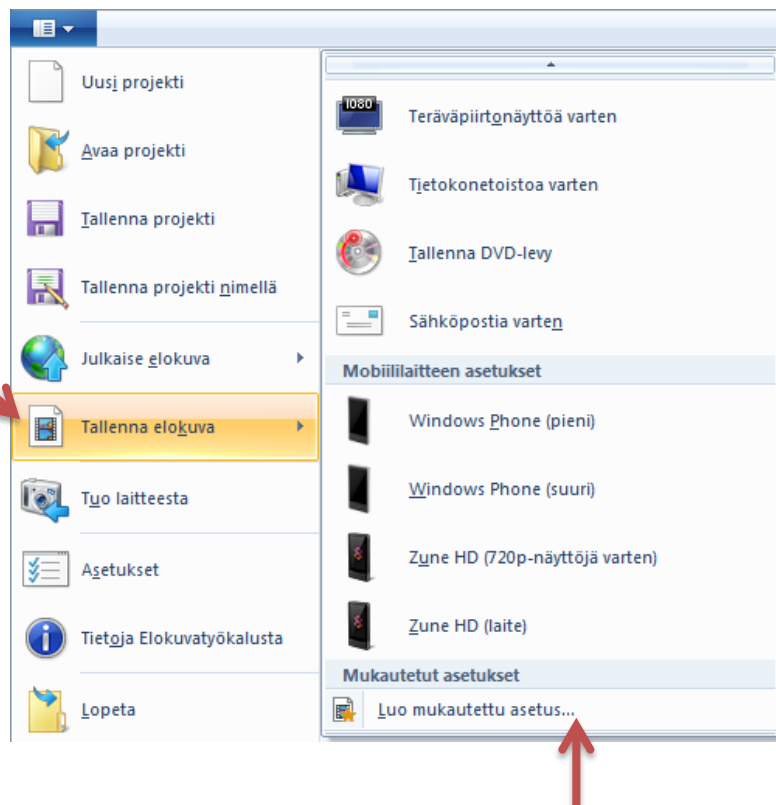 Uusi projekti
Avaa projekti
Tallenna projekti
Tallenna projekti nimellä
Julkaise elokuva
Tallenna elokuva
Tuo laitteesta
Asetukset
Tietoja Elokuvatyökalusta
Lopeta
1080
Teräväpiirtonäyttöä varten
Tietokonetoistoa varten
Tallenna DVD-levy
Sähköpostia varten
Mobiililaitteen asetukset
Windows Phone (pieni)
Windows Phone (suuri)
Zune HD (720p-näyttöjä varten)
Zune HD (laite)
Mukautetut asetukset
Luo mukautettu asetus...